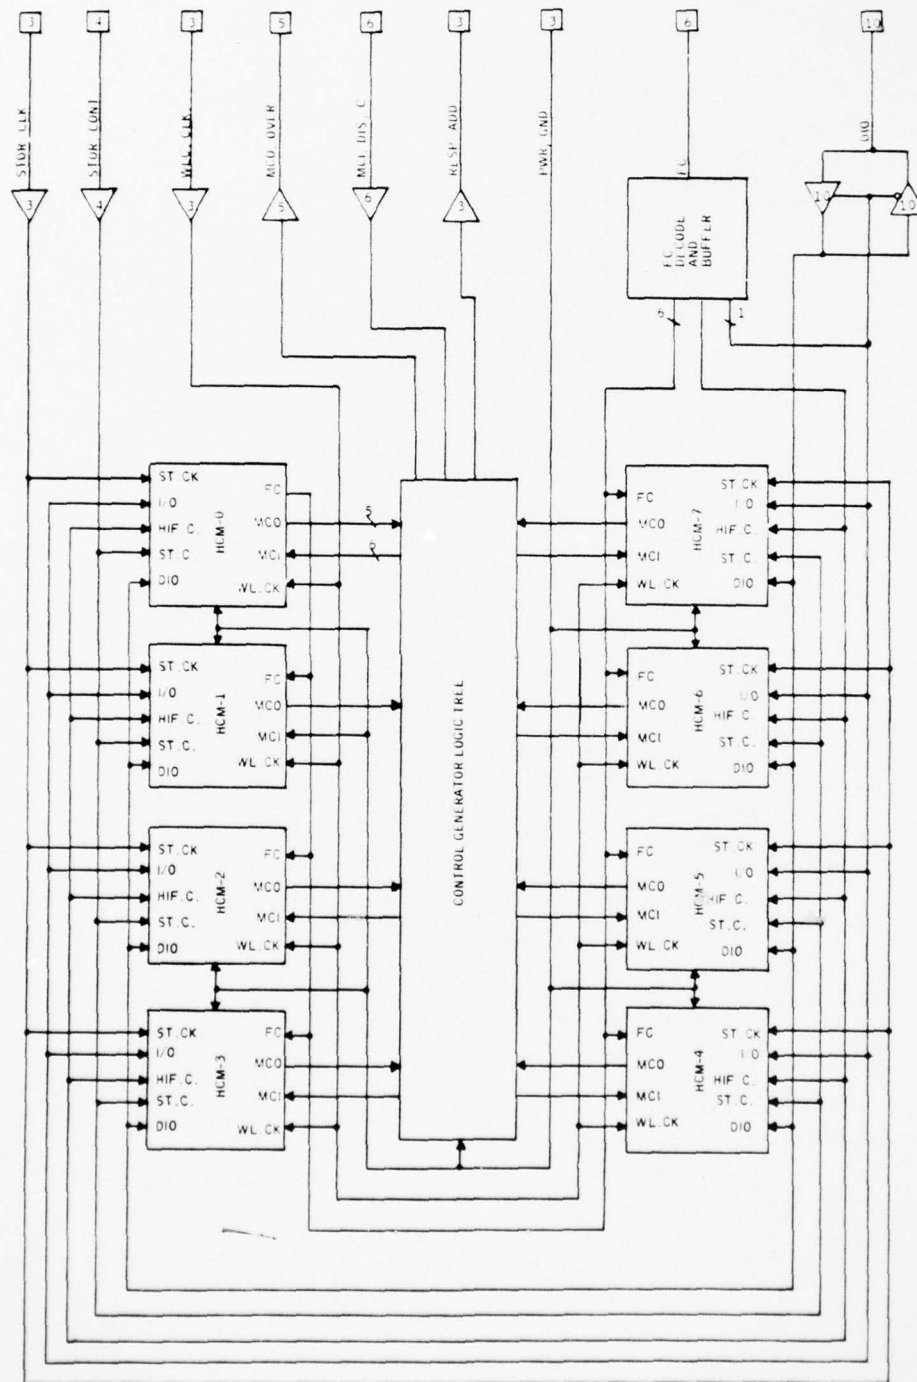 3
4
3
5
6
3
3
6
10
STOR CLK
STOR CONT
WLC, CLK
MCO, OVER
MCI, DIS, C
RESP, ADD
PWR, GND
FC
DIO
3
4
3
5
6
3
FC
DECODE
AND
BUFFER
10
10
6
1
ST.CK
I/O
HIF.C.
ST.C.
DIO
HCM-0
FC
MCO
MCI
WL.CK
5
6
CONTROL GENERATOR LOGIC TREE
FC
MCO
MCI
WL.CK
HCM-7
ST.CK
I/O
HIF.C.
ST.C.
DIO
ST.CK
I/O
HIF.C.
ST.C.
DIO
HCM-1
FC
MCO
MCI
WL.CK
FC
MCO
MCI
WL.CK
HCM-6
ST.CK
I/O
HIF.C.
ST.C.
DIO
ST.CK
I/O
HIF.C.
ST.C.
DIO
HCM-2
FC
MCO
MCI
WL.CK
FC
MCO
MCI
WL.CK
HCM-5
ST.CK
I/O
HIF.C.
ST.C.
DIO
ST.CK
I/O
HIF.C.
ST.C.
DIO
HCM-3
FC
MCO
MCI
WL.CK
FC
MCO
MCI
WL.CK
HCM-4
ST.CK
I/O
HIF.C.
ST.C.
DIO